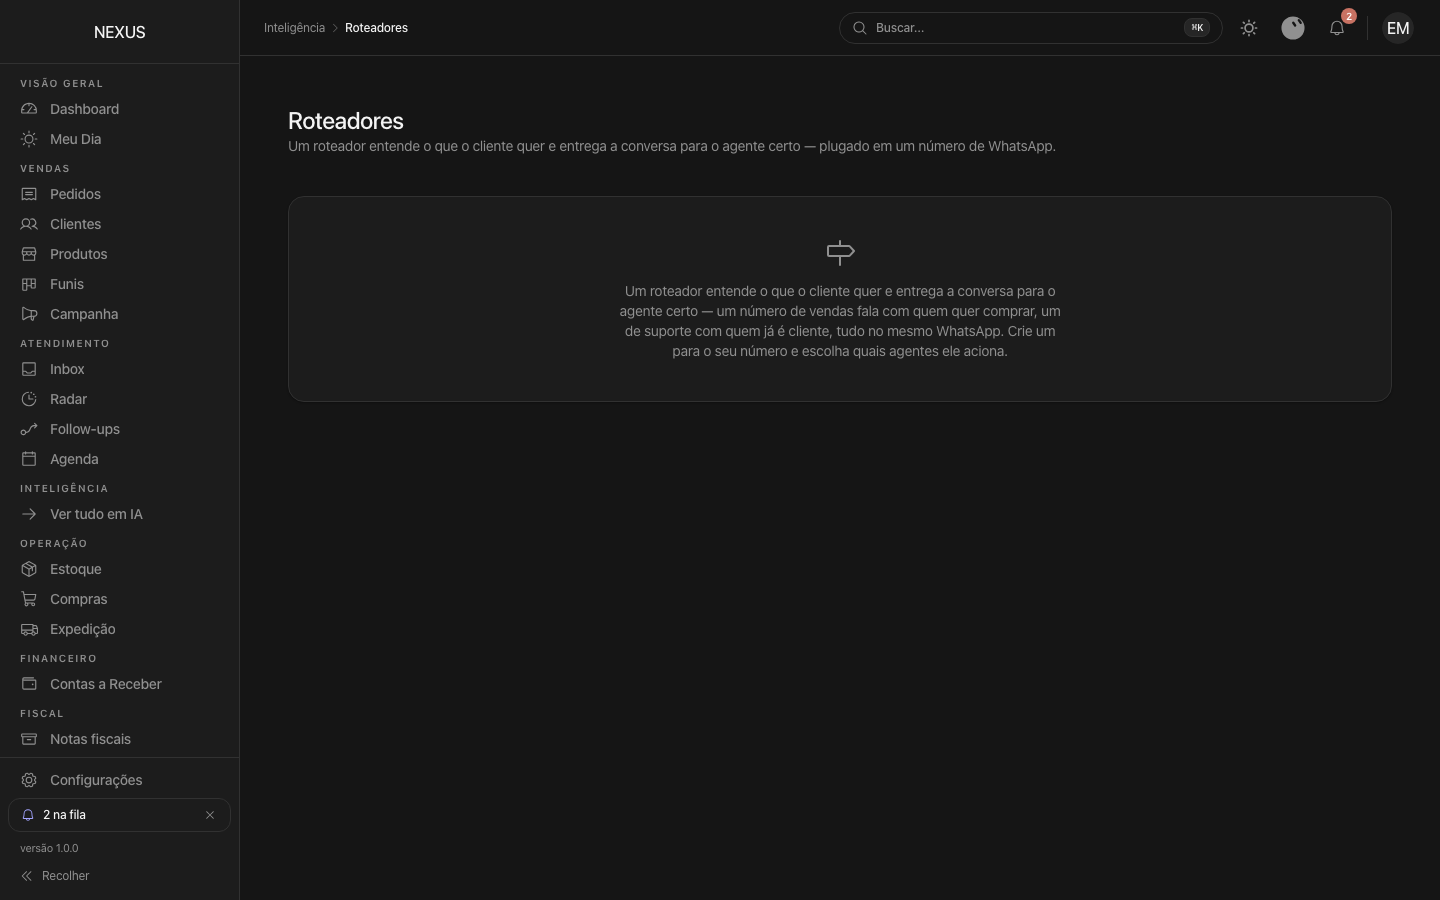 NEXUS
VISÃO GERAL
Dashboard
Meu Dia
VENDAS
Pedidos
Clientes
Produtos
Funis
Campanha
ATENDIMENTO
Inbox
Radar
Follow-ups
Agenda
INTELIGÊNCIA
Ver tudo em IA
OPERAÇÃO
Estoque
Compras
Expedição
FINANCEIRO
Contas a Receber
FISCAL
Notas fiscais
Configurações
2 na fila
versão 1.0.0
Recolher
Inteligência > Roteadores
Buscar... ⌘K
2
EM
Roteadores
Um roteador entende o que o cliente quer e entrega a conversa para o agente certo — plugado em um número de WhatsApp.
Um roteador entende o que o cliente quer e entrega a conversa para o
agente certo — um número de vendas fala com quem quer comprar, um
de suporte com quem já é cliente, tudo no mesmo WhatsApp. Crie um
para o seu número e escolha quais agentes ele aciona.